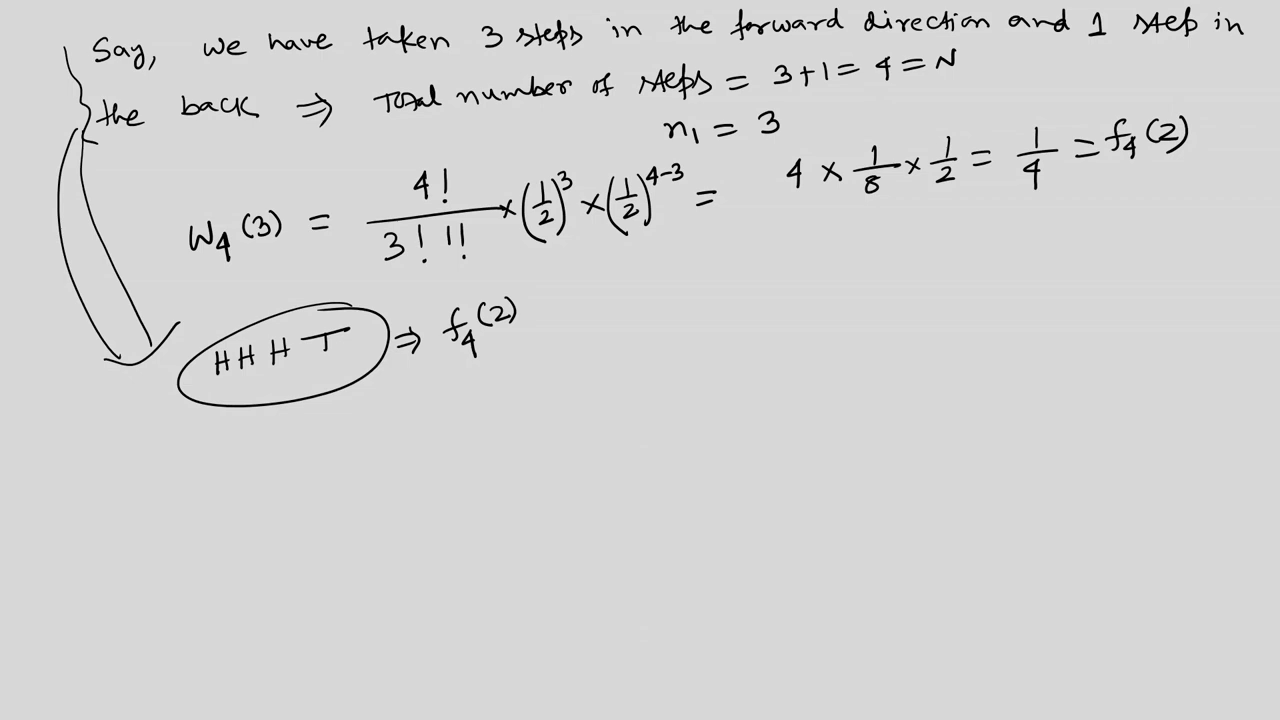 Say, we have taken 3 steps in the forward direction and 1 step in
the back ⇒ Total number of steps = 3+1 = 4 = N
n₁ = 3
W₄(3) = 4!/(3! 1!) × (1/2)³ × (1/2)⁴⁻³ = 4 × 1/8 × 1/2 = 1/4 = f₄(2)
H H H T ⇒ f₄(2)